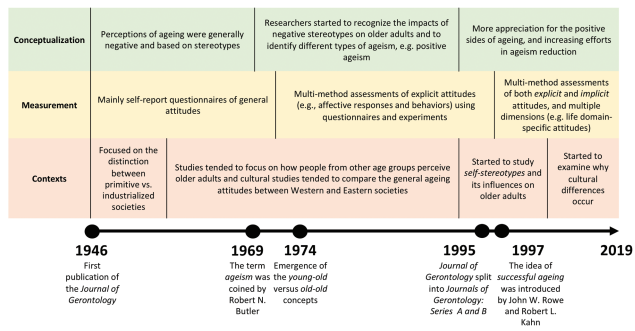 Conceptualization
Perceptions of ageing were generally
negative and based on stereotypes
Researchers started to recognize the impacts of
negative stereotypes on older adults and to
identify different types of ageism, e.g. positive
ageism
More appreciation for the positive
sides of ageing, and increasing efforts
in ageism reduction
Measurement
Mainly self-report questionnaires of general
attitudes
Multi-method assessments of explicit attitudes
(e.g., affective responses and behaviors) using
questionnaires and experiments
Multi-method assessments
of both explicit and implicit
attitudes, and multiple
dimensions (e.g. life domain-
specific attitudes)
Contexts
Focused on the
distinction
between
primitive vs.
industrialized
societies
Studies tended to focus on how people from other age groups perceive
older adults and cultural studies tended to compare the general ageing
attitudes between Western and Eastern societies
Started to study
self-stereotypes and
its influences on
older adults
Started to
examine why
cultural
differences
occur
1946
First
publication of
the Journal of
Gerontology
1969
The term
ageism was
coined by
Robert N.
Butler
1974
Emergence of
the young-old
versus old-old
concepts
1995
Journal of
Gerontology split
into Journals of
Gerontology:
Series A and B
1997
The idea of
successful ageing
was introduced
by John W. Rowe
and Robert L.
Kahn
2019